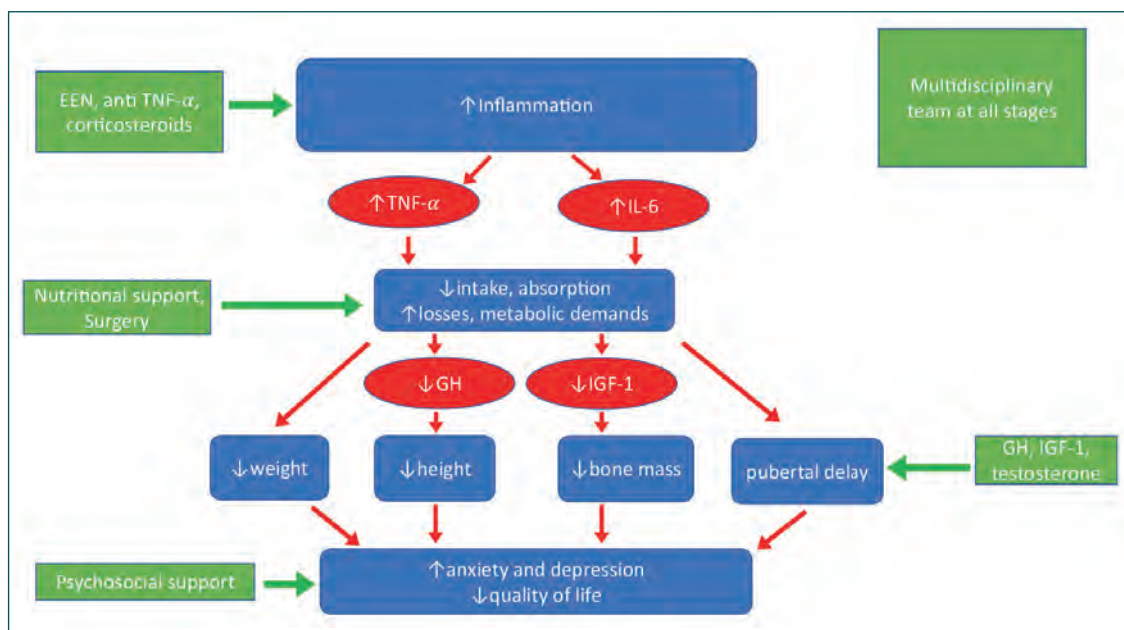 EEN, anti TNF-α,
corticosteroids
↑Inflammation
Multidisciplinary
team at all stages
↑TNF-α
↑IL-6
Nutritional support,
Surgery
↓intake, absorption
↑losses, metabolic demands
↓GH
↓IGF-1
↓weight
↓height
↓bone mass
pubertal delay
GH, IGF-1,
testosterone
Psychosocial support
↑anxiety and depression
↓quality of life